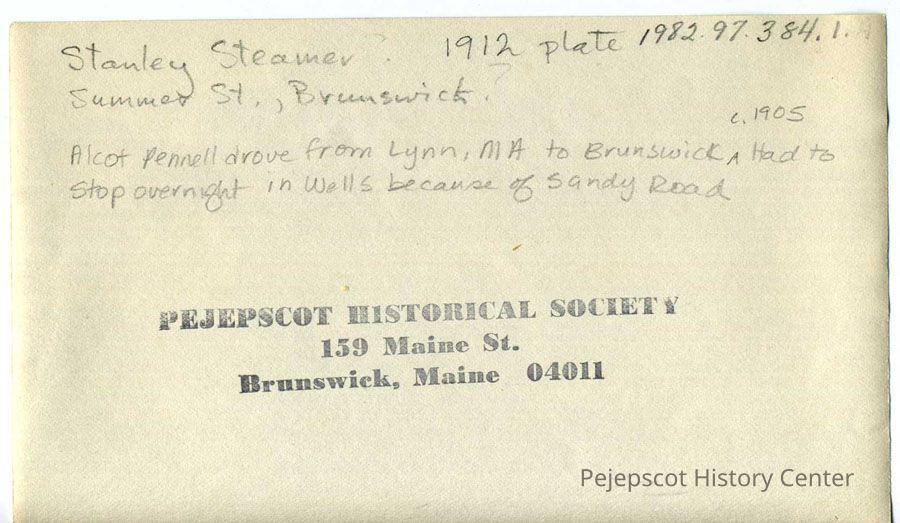 Stanley Steamer? 1912 plate 1982.97.384.1.A
Summer St., Brunswick?
c. 1905
Alcot Pennell drove from Lynn, MA to Brunswick, ^ Had to
stop overnight in Wells because of Sandy Road
PEJEPSCOT HISTORICAL SOCIETY
159 Maine St.
Brunswick, Maine 04011
Pejepscot History Center